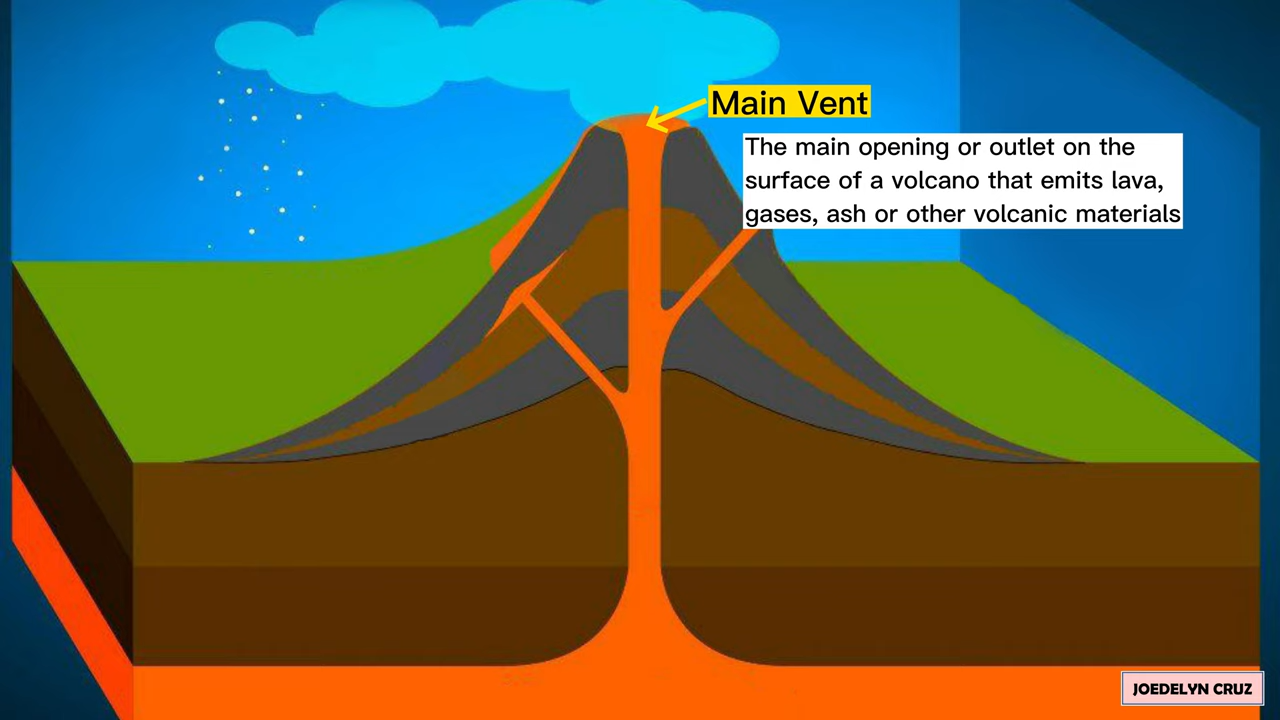 Main Vent
The main opening or outlet on the
surface of a volcano that emits lava,
gases, ash or other volcanic materials
JOEDELYN CRUZ